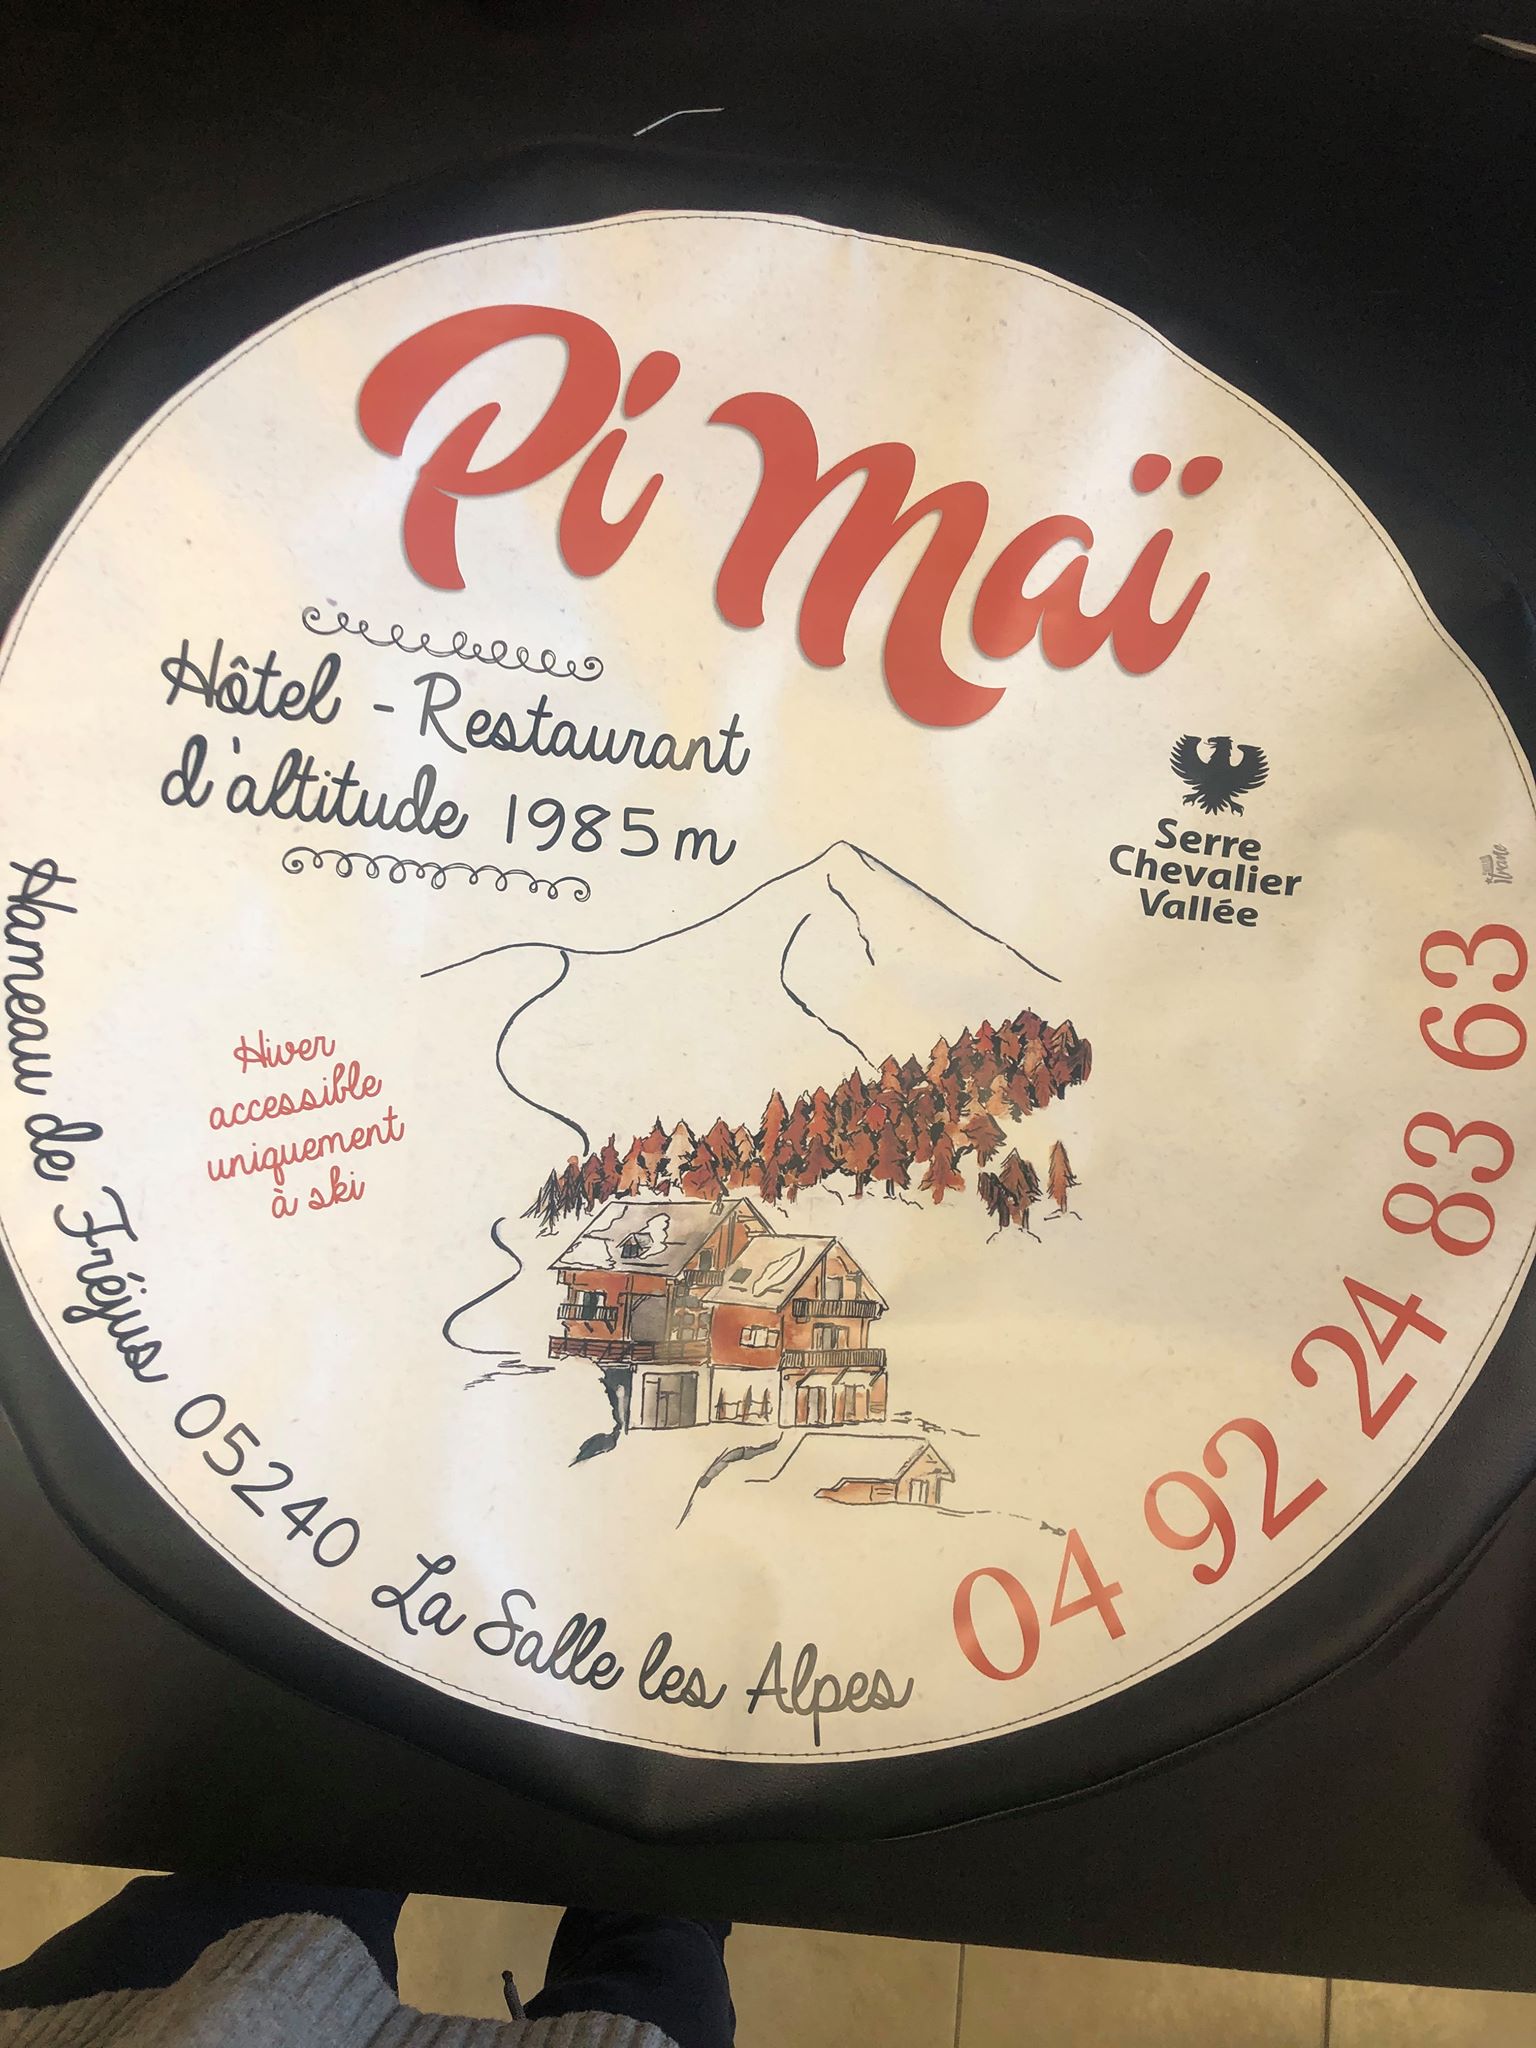 Pi Maï
Hôtel - Restaurant
d'altitude 1985 m
Serre
Chevalier
Vallée
Hiver
accessible
uniquement
à ski
Hameau de Fréjus 05240 La Salle les Alpes
04 92 24 83 63